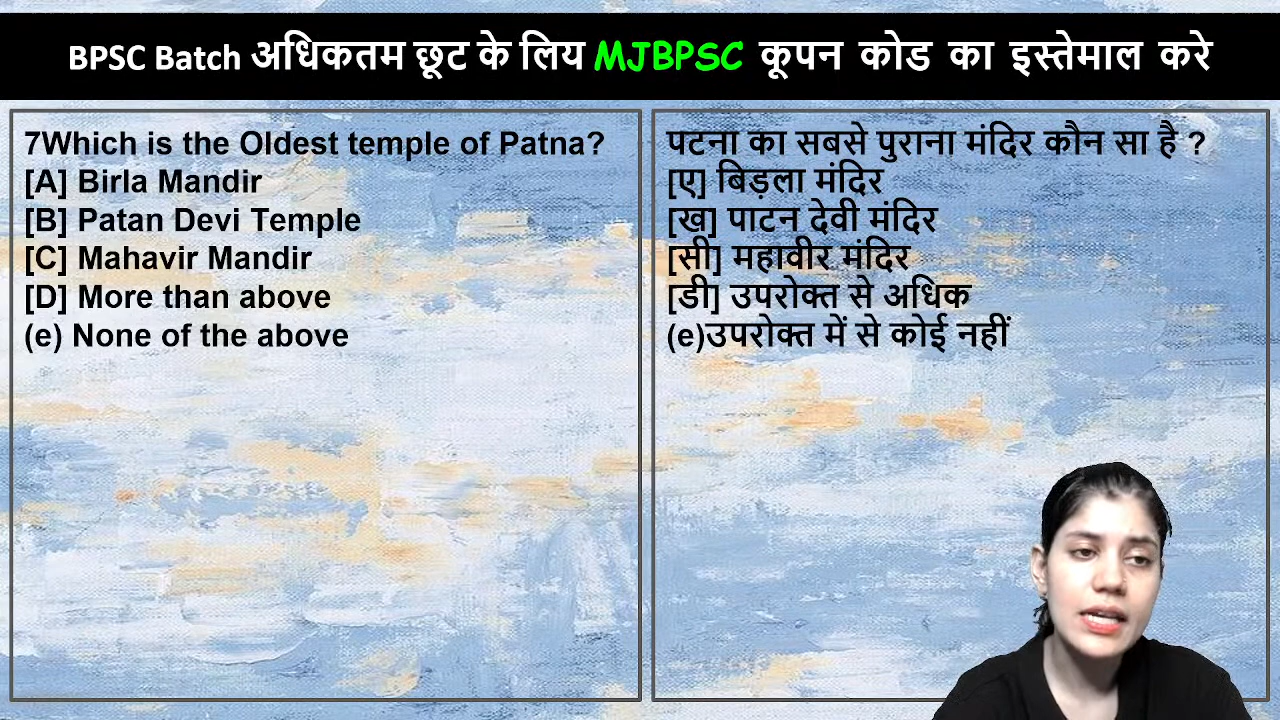 BPSC Batch अधिकतम छूट के लिय MJBPSC कूपन कोड का इस्तेमाल करे
7Which is the Oldest temple of Patna?
[A] Birla Mandir
[B] Patan Devi Temple
[C] Mahavir Mandir
[D] More than above
(e) None of the above
पटना का सबसे पुराना मंदिर कौन सा है ?
[ए] बिड़ला मंदिर
[ख] पाटन देवी मंदिर
[सी] महावीर मंदिर
[डी] उपरोक्त से अधिक
(e)उपरोक्त में से कोई नहीं